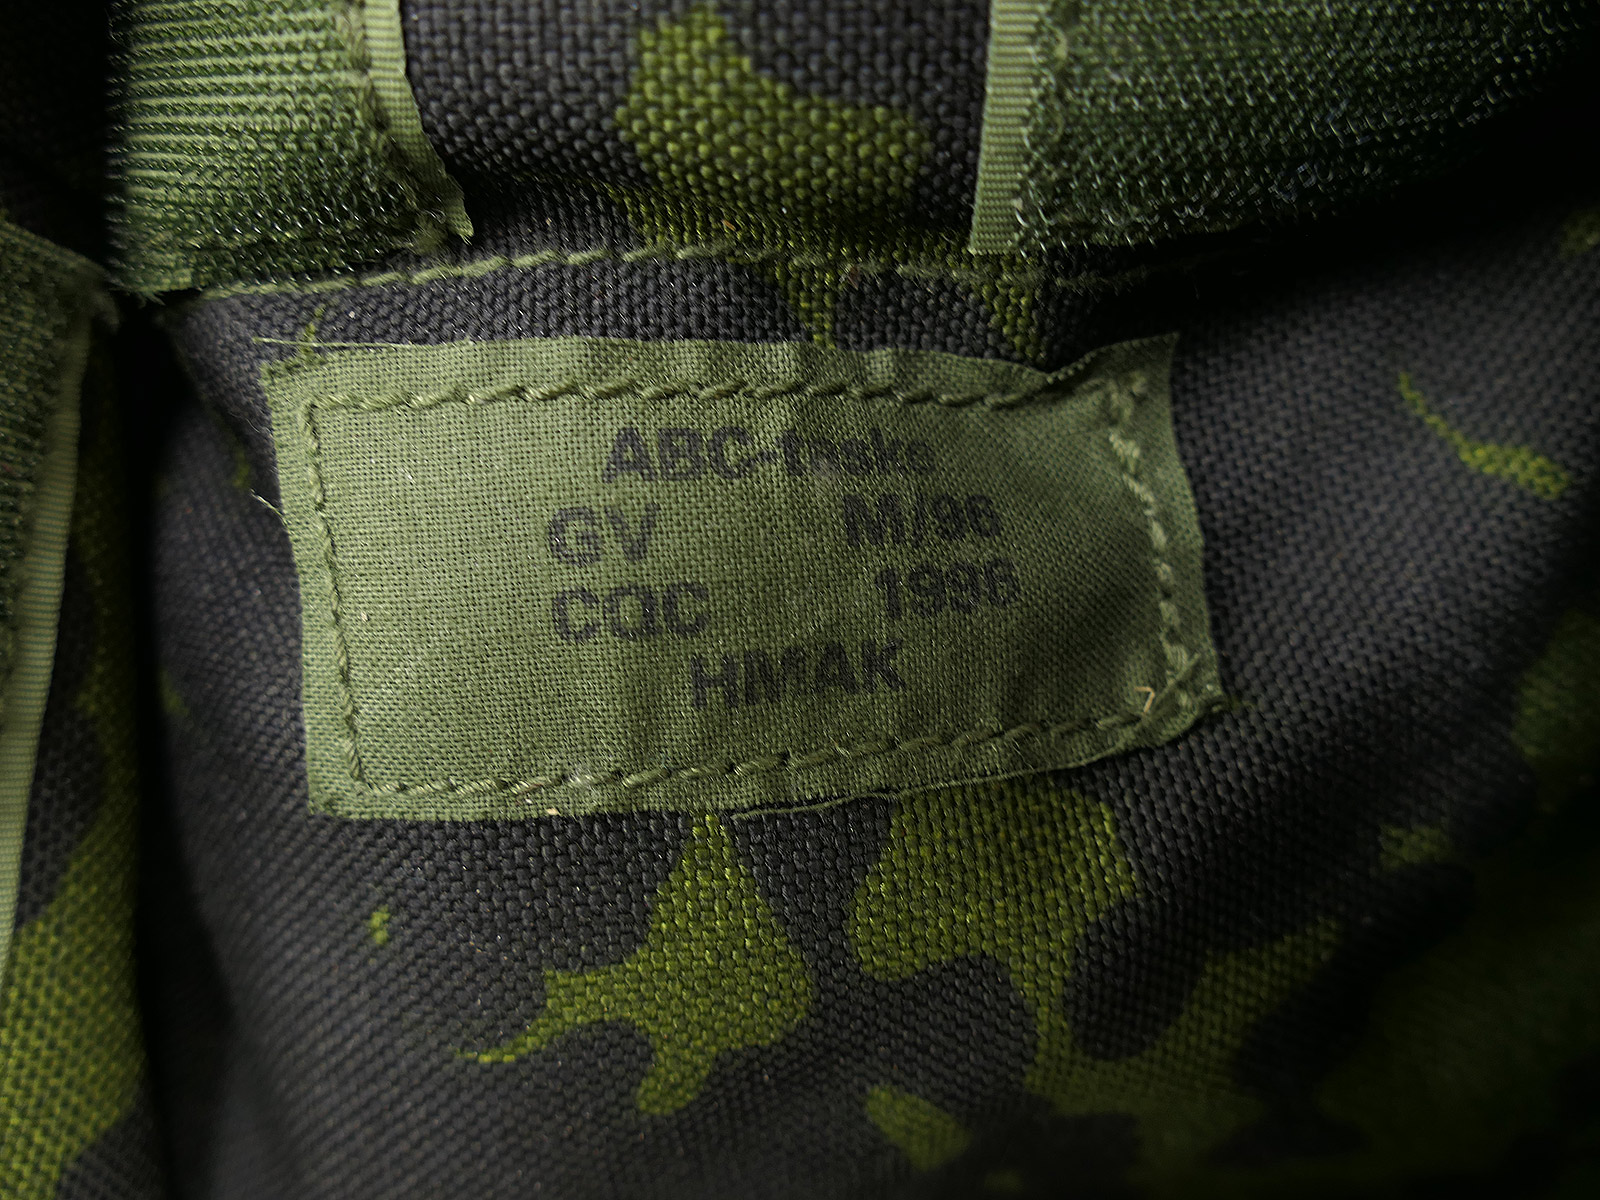 ABC-taske
GV M/96
CQC 1996
HMAK